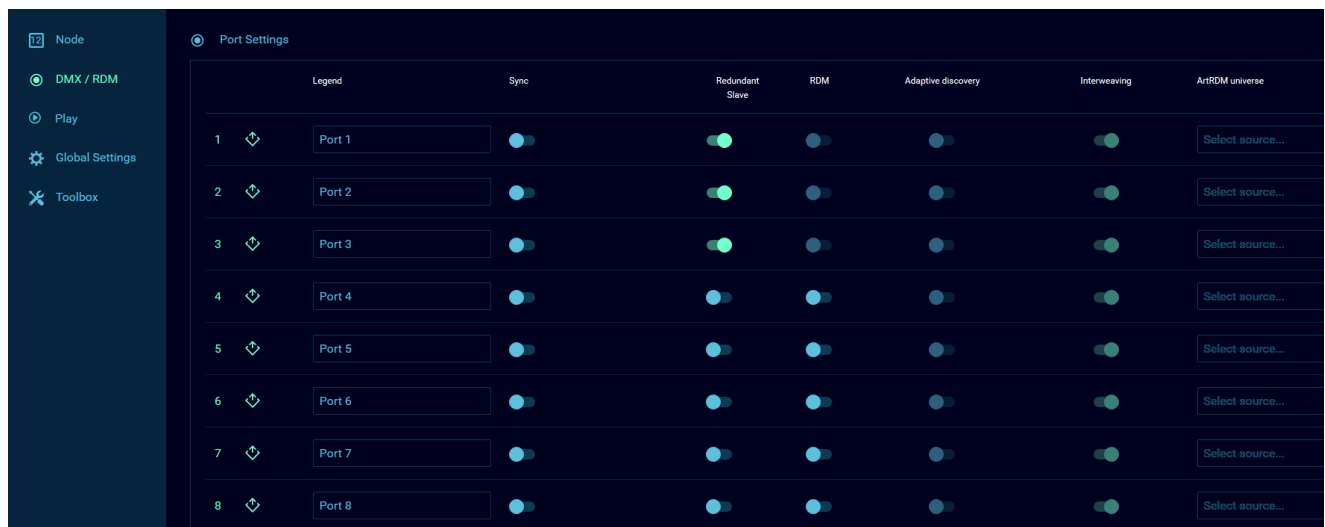 12 Node
Port Settings
DMX / RDM
Legend Sync Redundant Slave RDM Adaptive discovery Interweaving ArtRDM universe
Play
1 Port 1 Select source...
Global Settings
2 Port 2 Select source...
Toolbox
3 Port 3 Select source...
4 Port 4 Select source...
5 Port 5 Select source...
6 Port 6 Select source...
7 Port 7 Select source...
8 Port 8 Select source...